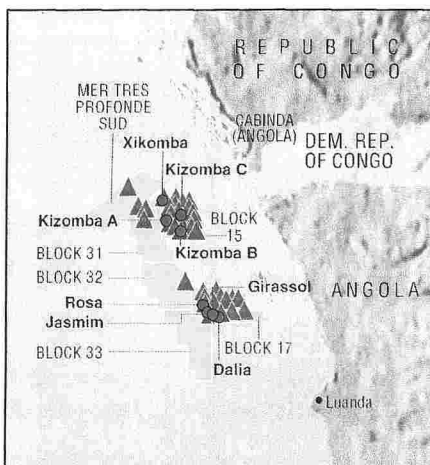 REPUBLIC
OF CONGO
MER TRES
PROFONDE
SUD
CABINDA
(ANGOLA)
DEM. REP.
OF CONGO
Xikomba
Kizomba C
Kizomba A
BLOCK
15
Kizomba B
BLOCK 31
BLOCK 32
Girassol
ANGOLA
Rosa
Jasmim
BLOCK 33
BLOCK 17
Dalia
Luanda